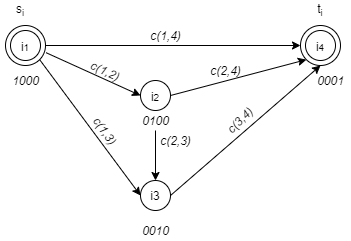 sᵢ
tᵢ
i₁
c(1,4)
i₄
1000
c(1,2)
c(2,4)
0001
i₂
0100
c(1,3)
c(2,3)
c(3,4)
i3
0010